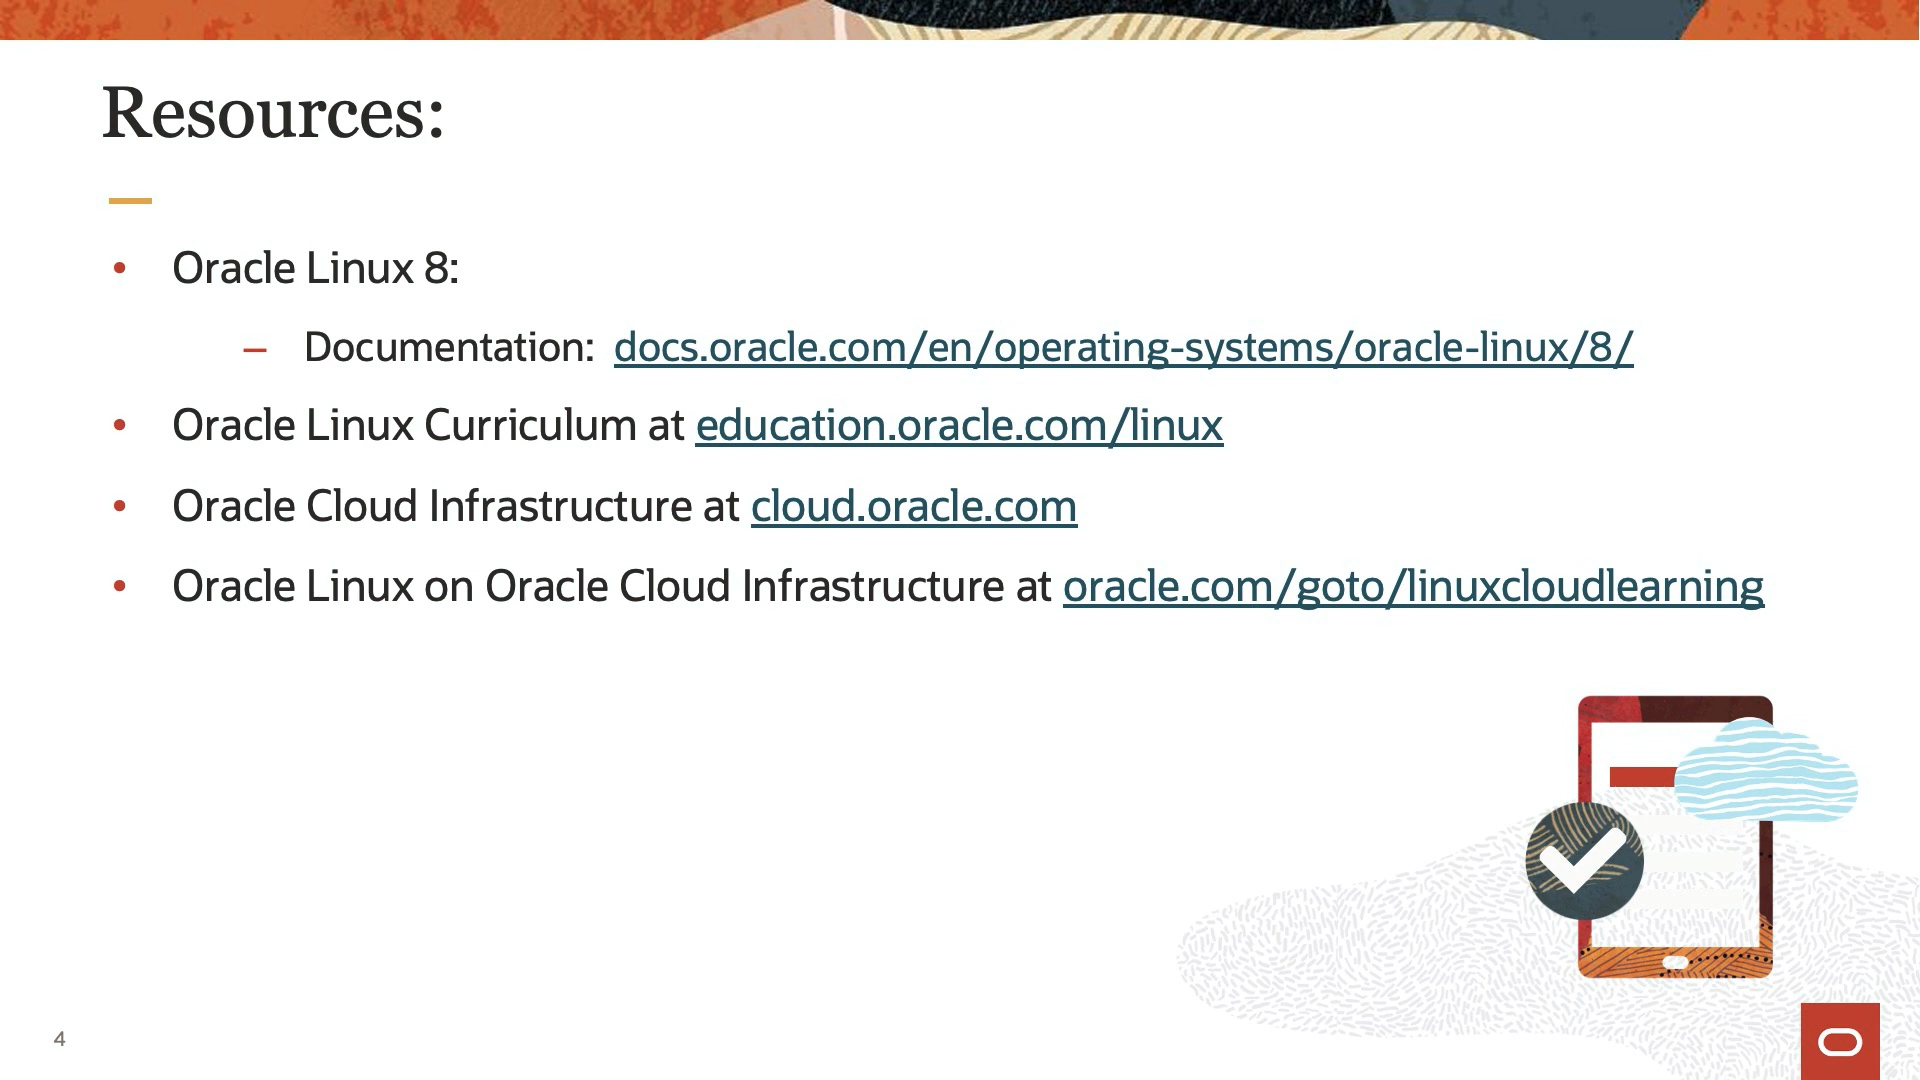 Resources:
• Oracle Linux 8:
– Documentation: docs.oracle.com/en/operating-systems/oracle-linux/8/
• Oracle Linux Curriculum at education.oracle.com/linux
• Oracle Cloud Infrastructure at cloud.oracle.com
• Oracle Linux on Oracle Cloud Infrastructure at oracle.com/goto/linuxcloudlearning
4